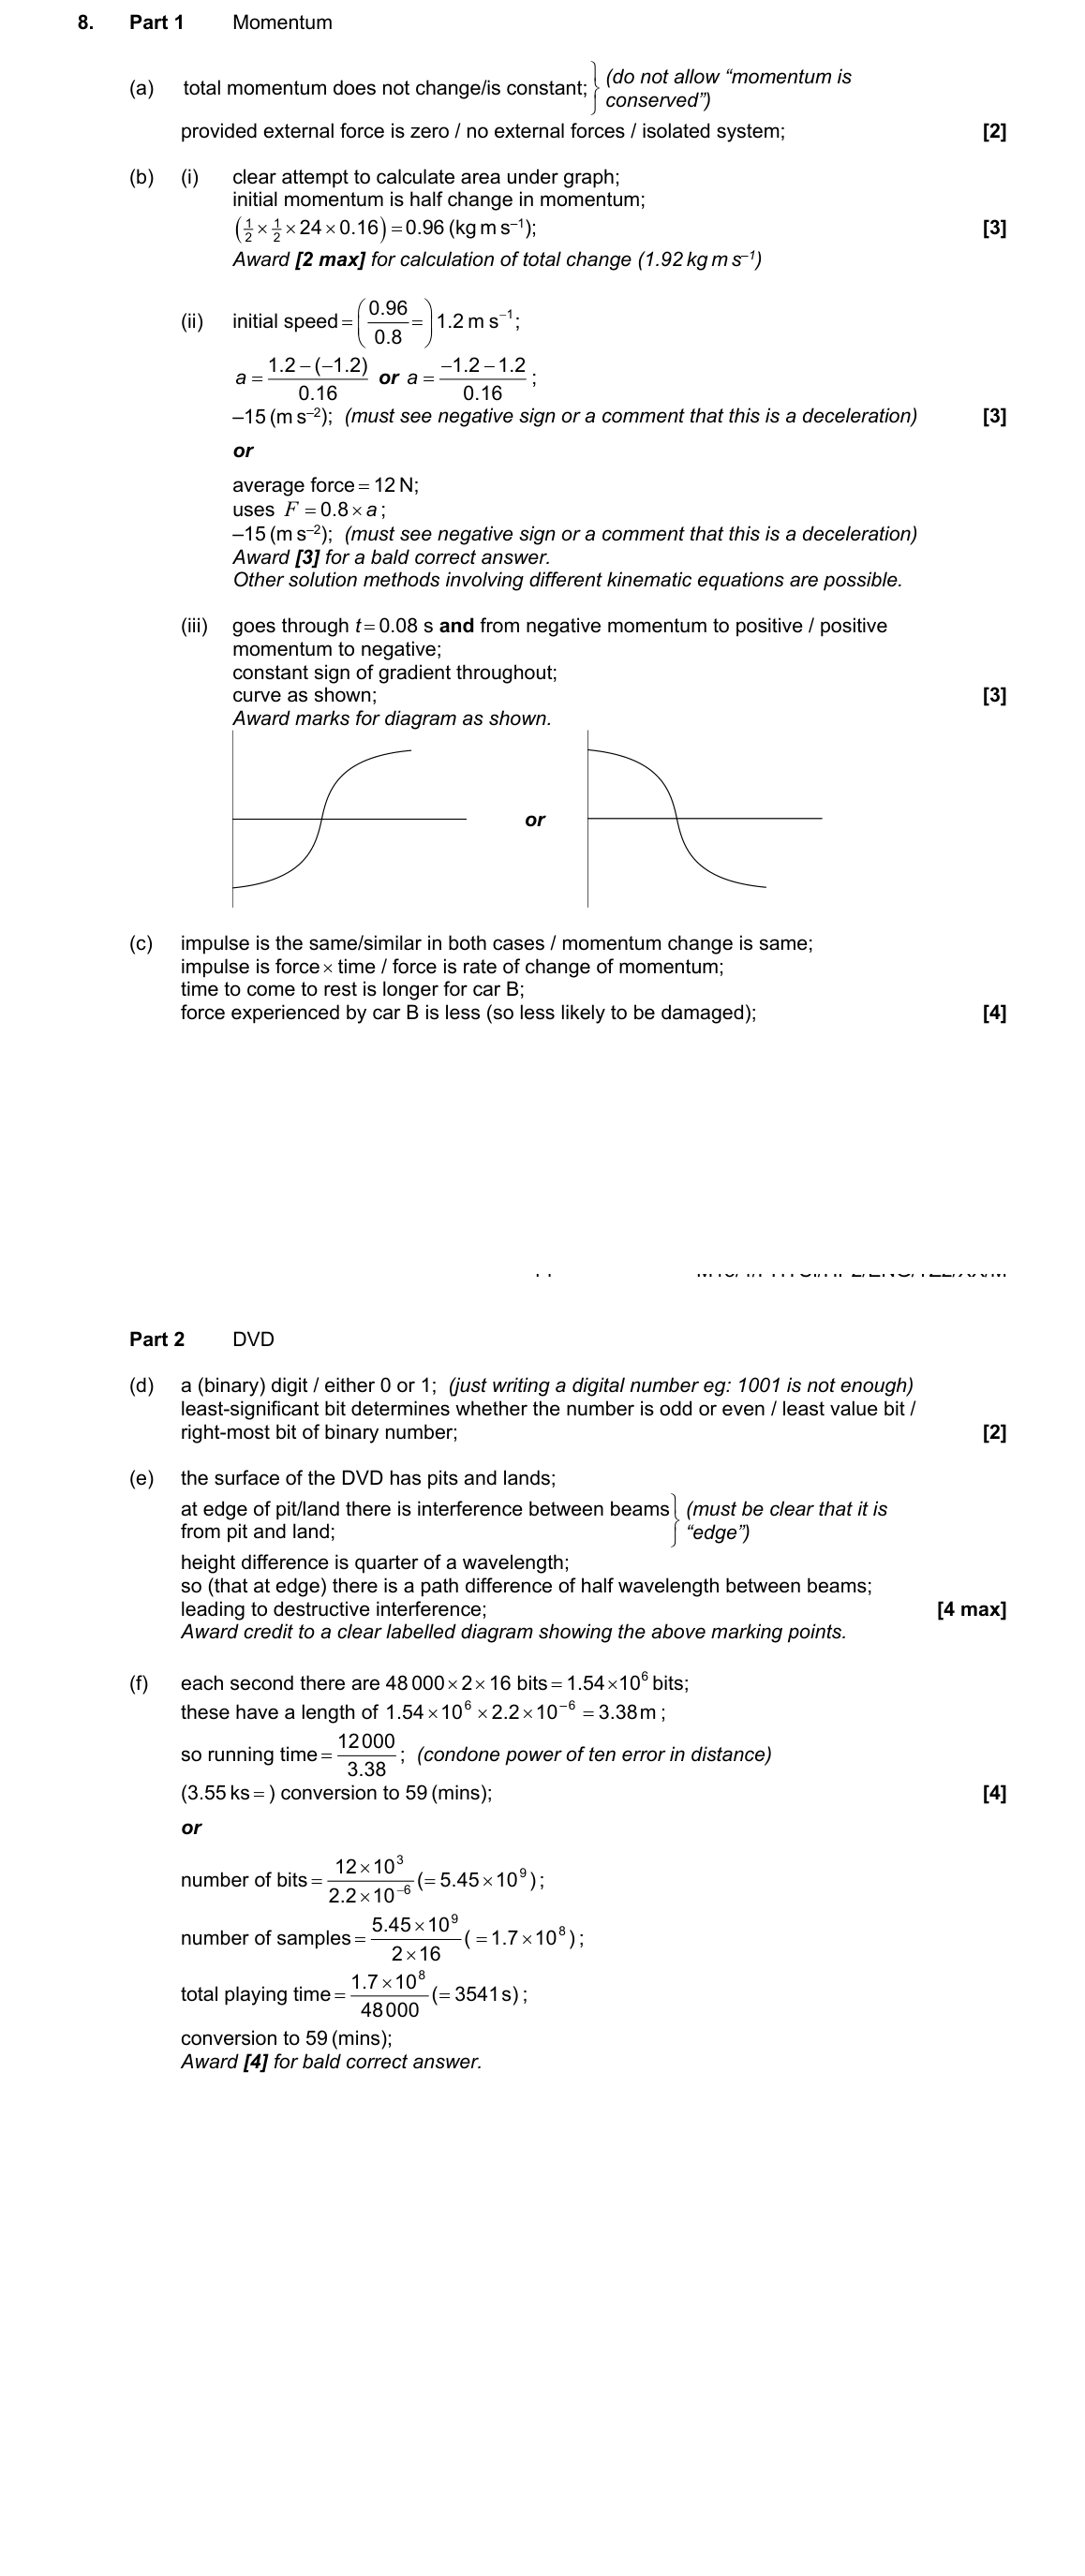 8. Part 1 Momentum
(a) total momentum does not change/is constant; (do not allow “momentum is
conserved”)
provided external force is zero / no external forces / isolated system; [2]
(b) (i) clear attempt to calculate area under graph;
initial momentum is half change in momentum;
(½ × ½ × 24 × 0.16) = 0.96 (kg m s⁻¹); [3]
Award [2 max] for calculation of total change (1.92 kg m s⁻¹)
(ii) initial speed = (0.96/0.8 =) 1.2 m s⁻¹;
a = (1.2 − (−1.2))/0.16 or a = (−1.2 − 1.2)/0.16;
–15 (m s⁻²); (must see negative sign or a comment that this is a deceleration) [3]
or
average force = 12 N;
uses F = 0.8 × a;
–15 (m s⁻²); (must see negative sign or a comment that this is a deceleration)
Award [3] for a bald correct answer.
Other solution methods involving different kinematic equations are possible.
(iii) goes through t = 0.08 s and from negative momentum to positive / positive
momentum to negative;
constant sign of gradient throughout;
curve as shown; [3]
Award marks for diagram as shown.
or
(c) impulse is the same/similar in both cases / momentum change is same;
impulse is force × time / force is rate of change of momentum;
time to come to rest is longer for car B;
force experienced by car B is less (so less likely to be damaged); [4]
Part 2 DVD
(d) a (binary) digit / either 0 or 1; (just writing a digital number eg: 1001 is not enough)
least-significant bit determines whether the number is odd or even / least value bit /
right-most bit of binary number; [2]
(e) the surface of the DVD has pits and lands;
at edge of pit/land there is interference between beams (must be clear that it is
from pit and land; “edge”)
height difference is quarter of a wavelength;
so (that at edge) there is a path difference of half wavelength between beams;
leading to destructive interference; [4 max]
Award credit to a clear labelled diagram showing the above marking points.
(f) each second there are 48 000 × 2 × 16 bits = 1.54 × 10⁶ bits;
these have a length of 1.54 × 10⁶ × 2.2 × 10⁻⁶ = 3.38 m;
so running time = 12 000/3.38; (condone power of ten error in distance)
(3.55 ks = ) conversion to 59 (mins); [4]
or
number of bits = 12 × 10³/2.2 × 10⁻⁶ (= 5.45 × 10⁹);
number of samples = 5.45 × 10⁹/2 × 16 ( = 1.7 × 10⁸);
total playing time = 1.7 × 10⁸/48 000 (= 3541 s);
conversion to 59 (mins);
Award [4] for bald correct answer.